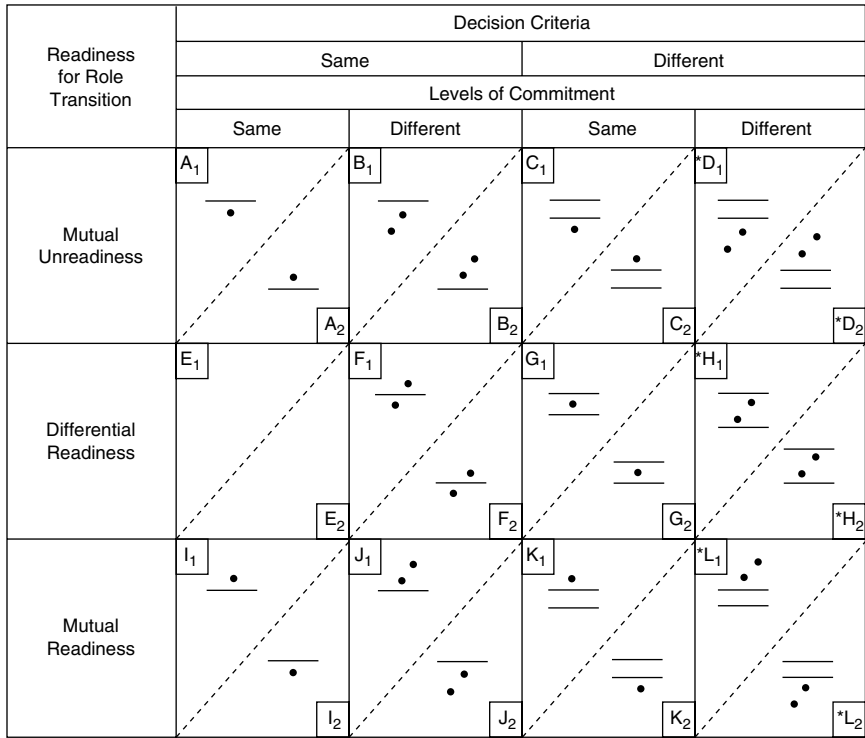 Readiness
for Role
Transition
Decision Criteria
Same Different
Levels of Commitment
Same Different Same Different
Mutual
Unreadiness
A1 B1 C1 *D1
A2 B2 C2 *D2
Differential
Readiness
E1 F1 G1 *H1
E2 F2 G2 *H2
Mutual
Readiness
I1 J1 K1 *L1
I2 J2 K2 *L2